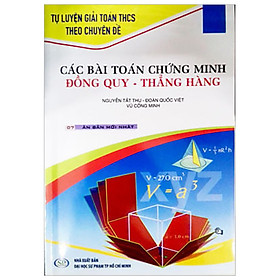 TỰ LUYỆN GIẢI TOÁN THCS
THEO CHUYÊN ĐỀ
CÁC BÀI TOÁN CHỨNG MINH
ĐỒNG QUY - THẲNG HÀNG
NGUYỄN TẤT THU - ĐOÀN QUỐC VIỆT
VŨ CÔNG MINH
ẤN BẢN MỚI NHẤT
XYZ
V = 270 cm³
V = a³
NHÀ XUẤT BẢN
ĐẠI HỌC SƯ PHẠM TP HỒ CHÍ MINH